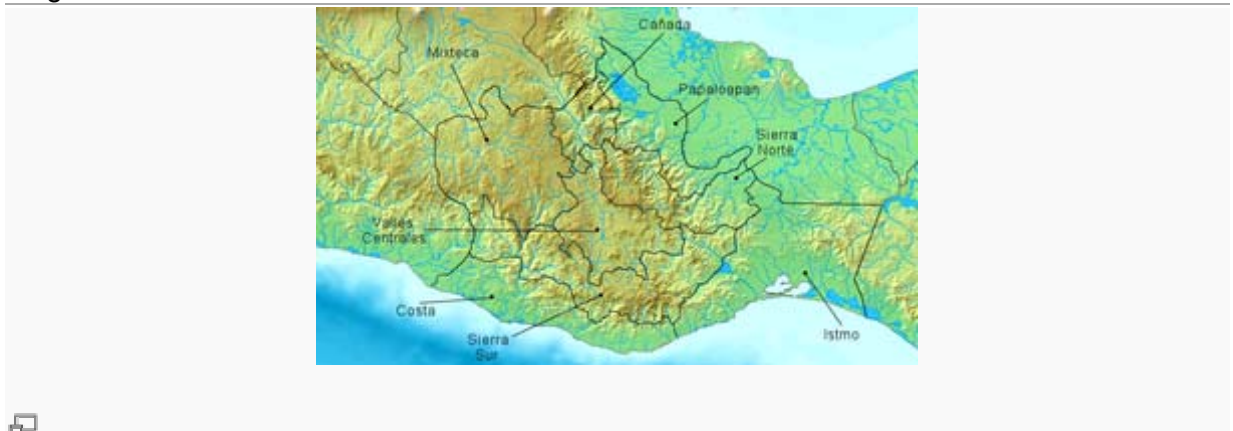 Cañada
Mixteca
Papaloapan
Sierra
Norte
Valles
Centrales
Costa
Sierra
Sur
Istmo